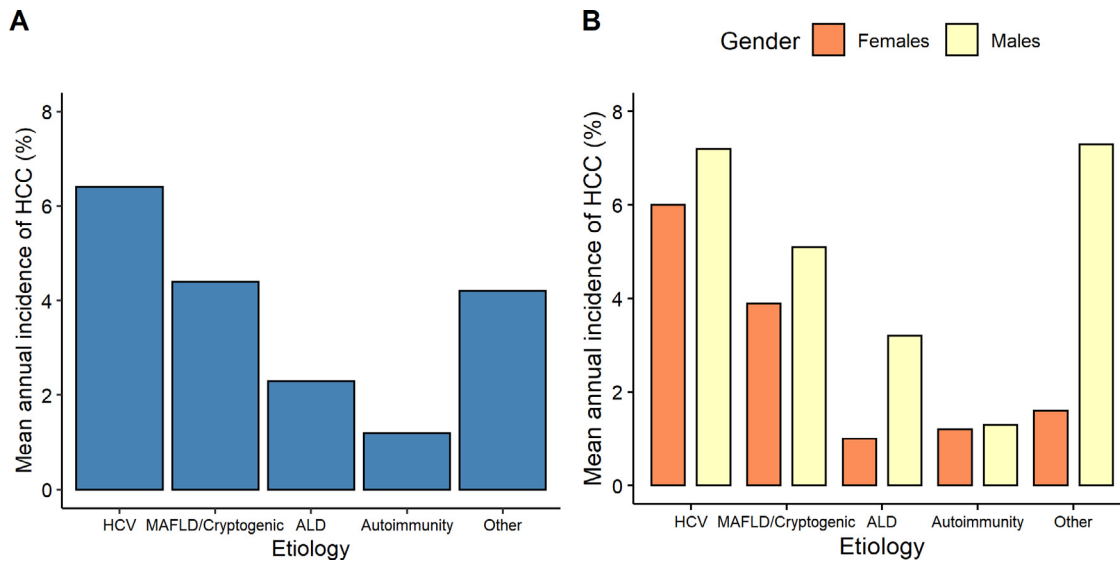 A
Mean annual incidence of HCC (%)
8
6
4
2
0
HCV MAFLD/Cryptogenic ALD Autoimmunity Other
Etiology
B
Gender Females Males
Mean annual incidence of HCC (%)
8
6
4
2
0
HCV MAFLD/Cryptogenic ALD Autoimmunity Other
Etiology